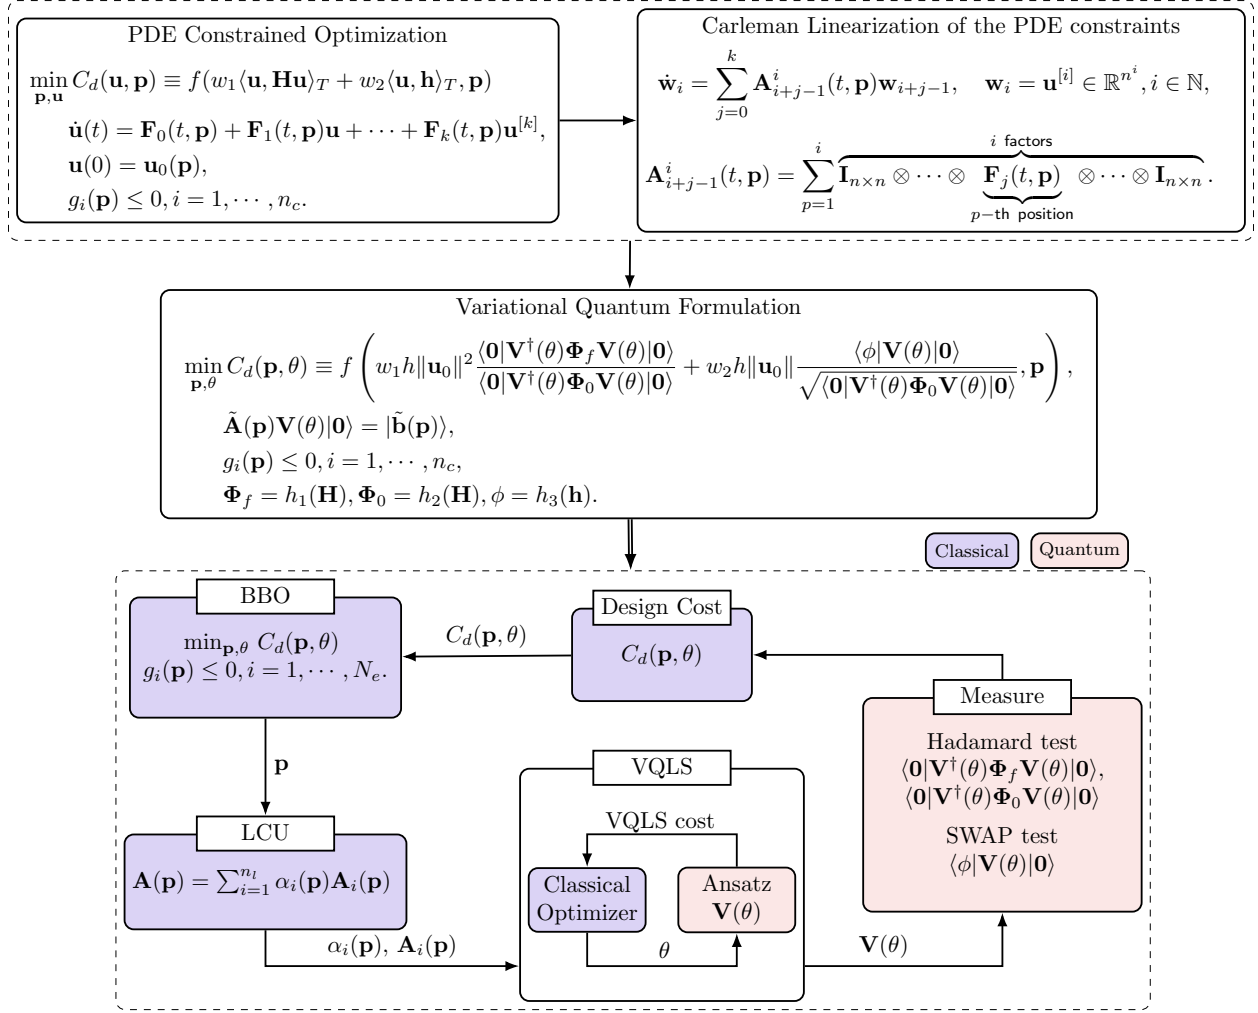 PDE Constrained Optimization
min_{𝐩,𝐮} C_d(𝐮, 𝐩) ≡ f(w_1⟨𝐮, 𝐇𝐮⟩_T + w_2⟨𝐮, 𝐡⟩_T, 𝐩)
𝐮̇(t) = 𝐅_0(t, 𝐩) + 𝐅_1(t, 𝐩)𝐮 + ⋯ + 𝐅_k(t, 𝐩)𝐮^{[k]},
𝐮(0) = 𝐮_0(𝐩),
g_i(𝐩) ≤ 0, i = 1, ⋯ , n_c.
Carleman Linearization of the PDE constraints
𝐰̇_i = ∑_{j=0}^{k} 𝐀^i_{i+j−1}(t, 𝐩)𝐰_{i+j−1},  𝐰_i = 𝐮^{[i]} ∈ ℝ^{n^i}, i ∈ ℕ,
i factors
𝐀^i_{i+j−1}(t, 𝐩) = ∑_{p=1}^{i} 𝐈_{n×n} ⊗ ⋯ ⊗ 𝐅_j(t, 𝐩) ⊗ ⋯ ⊗ 𝐈_{n×n} .
p−th position
Variational Quantum Formulation
min_{𝐩,θ} C_d(𝐩, θ) ≡ f ( w_1h‖𝐮_0‖² ⟨𝟎|𝐕†(θ)𝚽_f𝐕(θ)|𝟎⟩ / ⟨𝟎|𝐕†(θ)𝚽_0𝐕(θ)|𝟎⟩ + w_2h‖𝐮_0‖ ⟨ϕ|𝐕(θ)|𝟎⟩ / √⟨𝟎|𝐕†(θ)𝚽_0𝐕(θ)|𝟎⟩ , 𝐩 ) ,
𝐀̃(𝐩)𝐕(θ)|𝟎⟩ = |𝐛̃(𝐩)⟩,
g_i(𝐩) ≤ 0, i = 1, ⋯ , n_c,
𝚽_f = h_1(𝐇), 𝚽_0 = h_2(𝐇), ϕ = h_3(𝐡).
Classical
Quantum
BBO
min_{𝐩,θ} C_d(𝐩, θ)
g_i(𝐩) ≤ 0, i = 1, ⋯ , N_e.
C_d(𝐩, θ)
Design Cost
C_d(𝐩, θ)
Measure
Hadamard test
⟨𝟎|𝐕†(θ)𝚽_f𝐕(θ)|𝟎⟩,
⟨𝟎|𝐕†(θ)𝚽_0𝐕(θ)|𝟎⟩
SWAP test
⟨ϕ|𝐕(θ)|𝟎⟩
𝐩
LCU
𝐀(𝐩) = ∑_{i=1}^{n_l} α_i(𝐩)𝐀_i(𝐩)
α_i(𝐩), 𝐀_i(𝐩)
VQLS
VQLS cost
Classical
Optimizer
Ansatz
𝐕(θ)
θ
𝐕(θ)